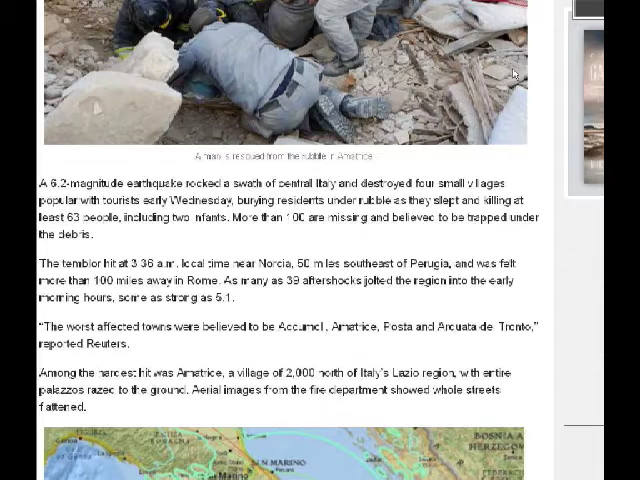 A man is rescued from the rubble in Amatrice
A 6.2-magnitude earthquake rocked a swath of central Italy and destroyed four small villages
popular with tourists early Wednesday, burying residents under rubble as they slept and killing at
least 63 people, including two infants. More than 100 are missing and believed to be trapped under
the debris.
The temblor hit at 3:36 a.m. local time near Norcia, 50 miles southeast of Perugia, and was felt
more than 100 miles away in Rome. As many as 39 aftershocks jolted the region into the early
morning hours, some as strong as 5.1.
“The worst affected towns were believed to be Accumoli, Amatrice, Posta and Arquata del Tronto,”
reported Reuters.
Among the hardest hit was Amatrice, a village of 2,000 north of Italy’s Lazio region, with entire
palazzos razed to the ground. Aerial images from the fire department showed whole streets
flattened.
BOSNIA AND
HERZEGOV
SAN MARINO
San Marino